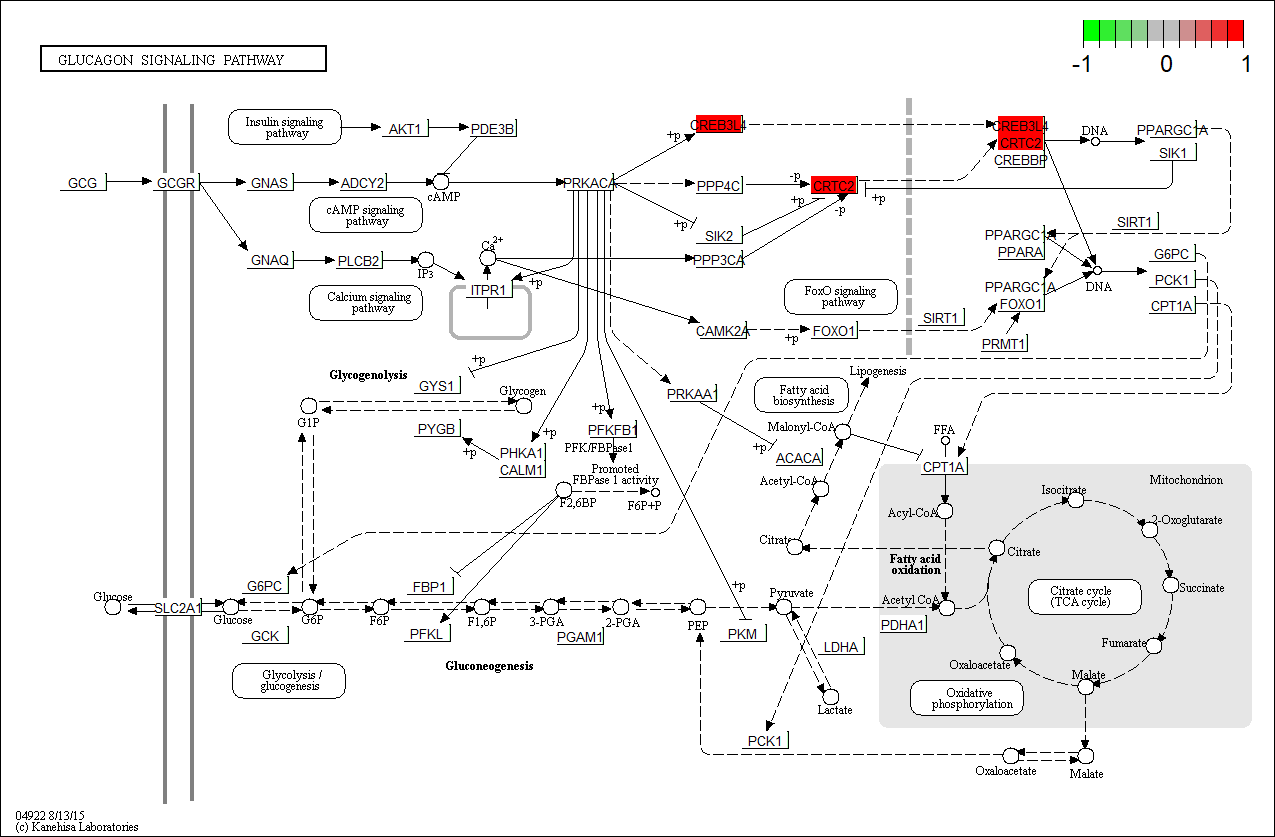 GLUCAGON SIGNALING PATHWAY
-1
0
1
Insulin signaling
pathway
AKT1
PDE3B
CREB3L4
+p
CREB3L4
CRTC2
CREBBP
DNA
PPARGC1A
SIK1
GCG
GCGR
GNAS
ADCY2
cAMP
PRKACA
PPP4C
-p
CRTC2
+p
+p
-p
cAMP signaling
pathway
+p
SIK2
PPP3CA
SIRT1
PPARGC1A
PPARA
G6PC
PCK1
CPT1A
GNAQ
PLCB2
IP3
Ca2+
ITPR1
+p
DNA
Calcium signaling
pathway
FoxO signaling
pathway
PPARGC1A
FOXO1
SIRT1
CAMK2A
+p
FOXO1
PRMT1
+p
Glycogenolysis
GYS1
Glycogen
PRKAA1
Fatty acid
biosynthesis
Lipogenesis
G1P
+p
PYGB
+p
+p
PHKA1
CALM1
PFKFB1
PFK/FBPase1
Promoted
FBPase 1 activity
Malonyl-CoA
+p
ACACA
FFA
CPT1A
Mitochondrion
F2,6BP
F6P+P
Acetyl-CoA
Acyl-CoA
Isocitrate
2-Oxoglutarate
Citrate
Citrate
Fatty acid
oxidation
G6PC
FBP1
+p
Succinate
Citrate cycle
(TCA cycle)
Glucose
SLC2A1
Glucose
G6P
F6P
F1,6P
3-PGA
2-PGA
PEP
Pyruvate
Acetyl CoA
GCK
PFKL
PGAM1
PKM
LDHA
PDHA1
Fumarate
Gluconeogenesis
Oxaloacetate
Malate
Glycolysis /
glucogenesis
Lactate
Oxidative
phosphorylation
PCK1
Oxaloacetate
Malate
04922 8/13/15
(c) Kanehisa Laboratories